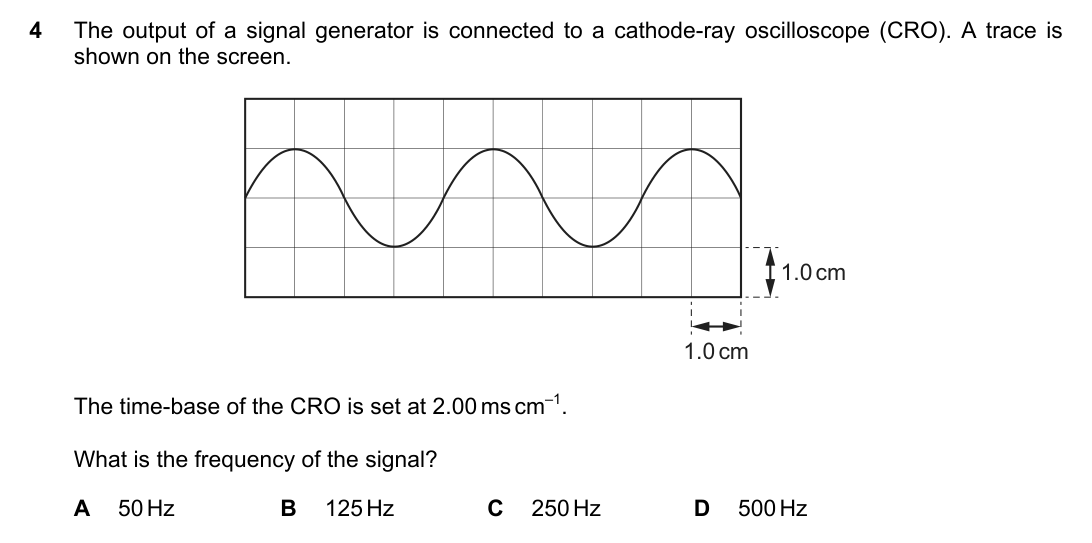 4 The output of a signal generator is connected to a cathode-ray oscilloscope (CRO). A trace is
shown on the screen.
1.0 cm
1.0 cm
The time-base of the CRO is set at 2.00 ms cm⁻¹.
What is the frequency of the signal?
A 50 Hz B 125 Hz C 250 Hz D 500 Hz